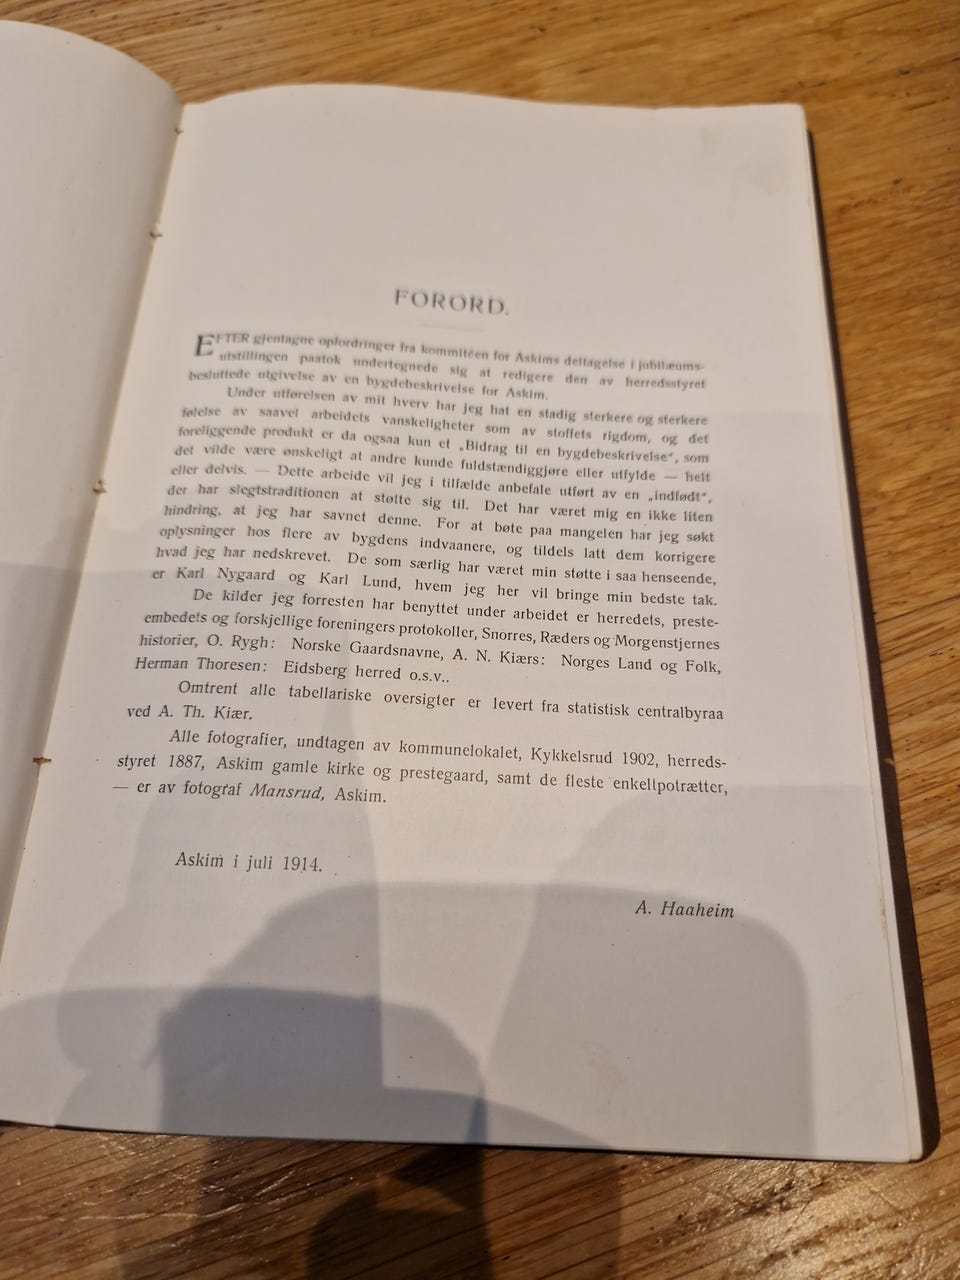 FORORD.
EFTER gjentagne opfordringer fra kommitéen for Askims deltagelse i jubilæums-
utstillingen paatok undertegnede sig at redigere den av herredsstyret
besluttede utgivelse av en bygdebeskrivelse for Askim.
Under utførelsen av mit hverv har jeg hat en stadig sterkere og sterkere
følelse av saavel arbeidets vanskeligheter som av stoffets rigdom, og det
foreliggende produkt er da ogsaa kun et „Bidrag til en bygdebeskrivelse“, som
det vilde være ønskeligt at andre kunde fuldstændiggjøre eller utfylde — helt
eller delvis. — Dette arbeide vil jeg i tilfælde anbefale utført av en „indfødt“,
der har slegtstraditionen at støtte sig til. Det har været mig en ikke liten
hindring, at jeg har savnet denne. For at bøte paa mangelen har jeg søkt
oplysninger hos flere av bygdens indvaanere, og tildels latt dem korrigere
hvad jeg har nedskrevet. De som særlig har været min støtte i saa henseende,
er Karl Nygaard og Karl Lund, hvem jeg her vil bringe min bedste tak.
De kilder jeg forresten har benyttet under arbeidet er herredets, preste-
embedets og forskjellige foreningers protokoller, Snorres, Ræders og Morgenstjernes
historier, O. Rygh: Norske Gaardsnavne, A. N. Kiærs: Norges Land og Folk,
Herman Thoresen: Eidsberg herred o.s.v..
Omtrent alle tabellariske oversigter er levert fra statistisk centralbyraa
ved A. Th. Kiær.
Alle fotografier, undtagen av kommunelokalet, Kykkelsrud 1902, herreds-
styret 1887, Askim gamle kirke og prestegaard, samt de fleste enkeltpotrætter,
— er av fotograf Mansrud, Askim.
Askim i juli 1914.
A. Haaheim